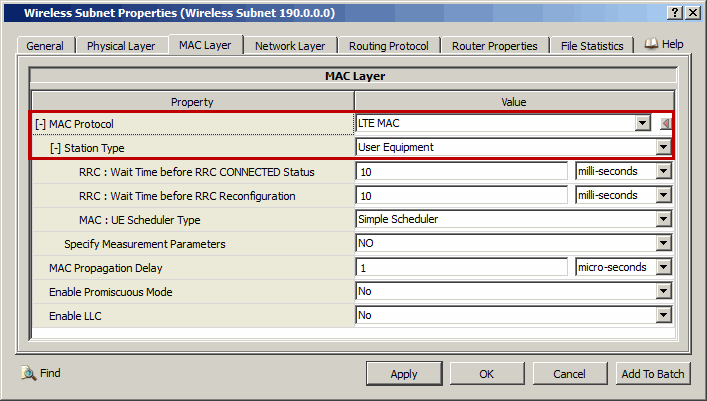 Wireless Subnet Properties (Wireless Subnet 190.0.0.0)
General Physical Layer MAC Layer Network Layer Routing Protocol Router Properties File Statistics Help
MAC Layer
Property Value
[-] MAC Protocol LTE MAC
[-] Station Type User Equipment
RRC : Wait Time before RRC CONNECTED Status 10 milli-seconds
RRC : Wait Time before RRC Reconfiguration 10 milli-seconds
MAC : UE Scheduler Type Simple Scheduler
Specify Measurement Parameters NO
MAC Propagation Delay 1 micro-seconds
Enable Promiscuous Mode No
Enable LLC No
Find Apply OK Cancel Add To Batch